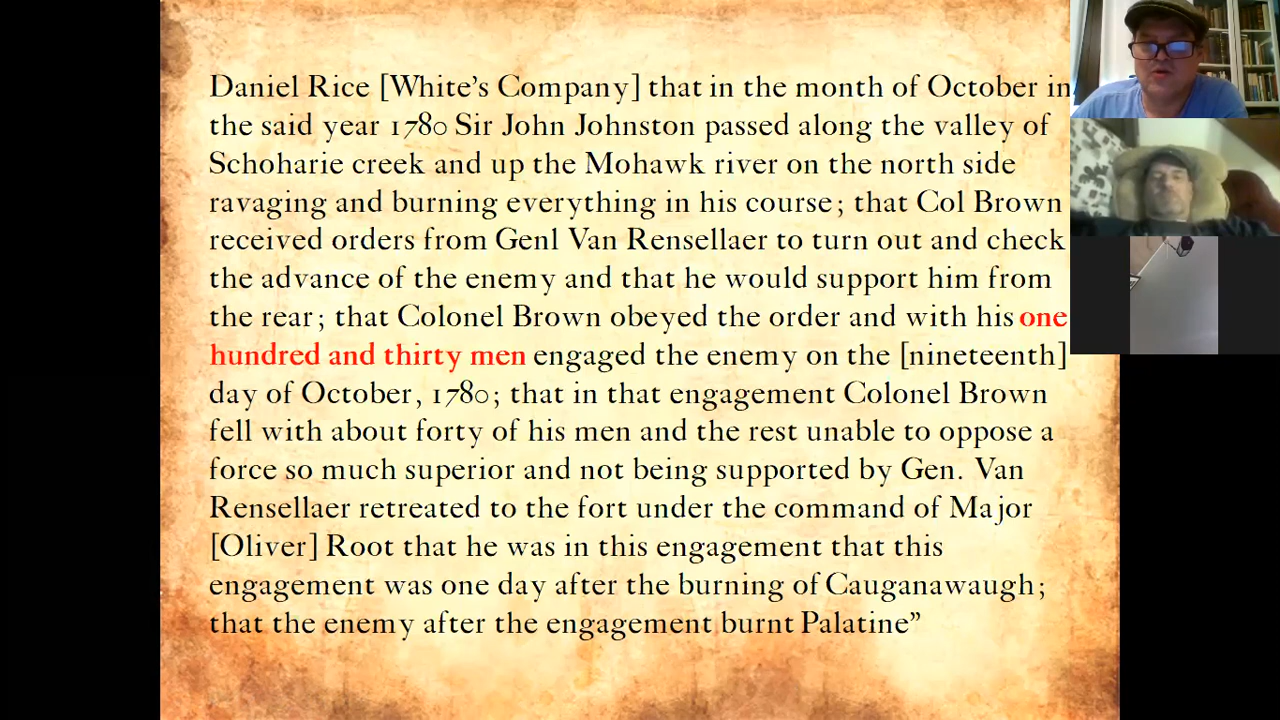 Daniel Rice [White's Company] that in the month of October in
the said year 1780 Sir John Johnston passed along the valley of
Schoharie creek and up the Mohawk river on the north side
ravaging and burning everything in his course; that Col Brown
received orders from Genl Van Rensellaer to turn out and check
the advance of the enemy and that he would support him from
the rear; that Colonel Brown obeyed the order and with his one
hundred and thirty men engaged the enemy on the [nineteenth]
day of October, 1780; that in that engagement Colonel Brown
fell with about forty of his men and the rest unable to oppose a
force so much superior and not being supported by Gen. Van
Rensellaer retreated to the fort under the command of Major
[Oliver] Root that he was in this engagement that this
engagement was one day after the burning of Cauganawaugh;
that the enemy after the engagement burnt Palatine”